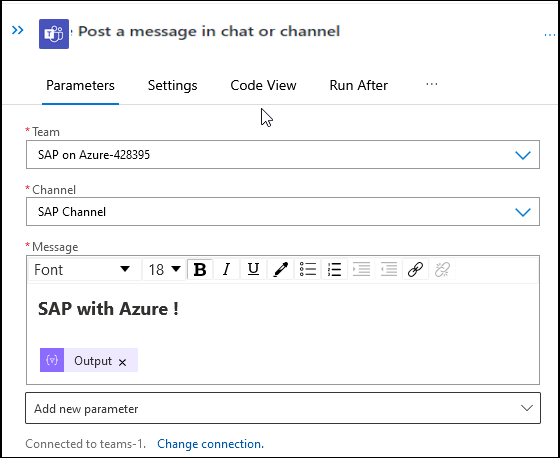 Post a message in chat or channel
Parameters Settings Code View Run After ...
* Team
SAP on Azure-428395
* Channel
SAP Channel
* Message
Font 18 B I U
SAP with Azure !
{v} Output ×
Add new parameter
Connected to teams-1. Change connection.